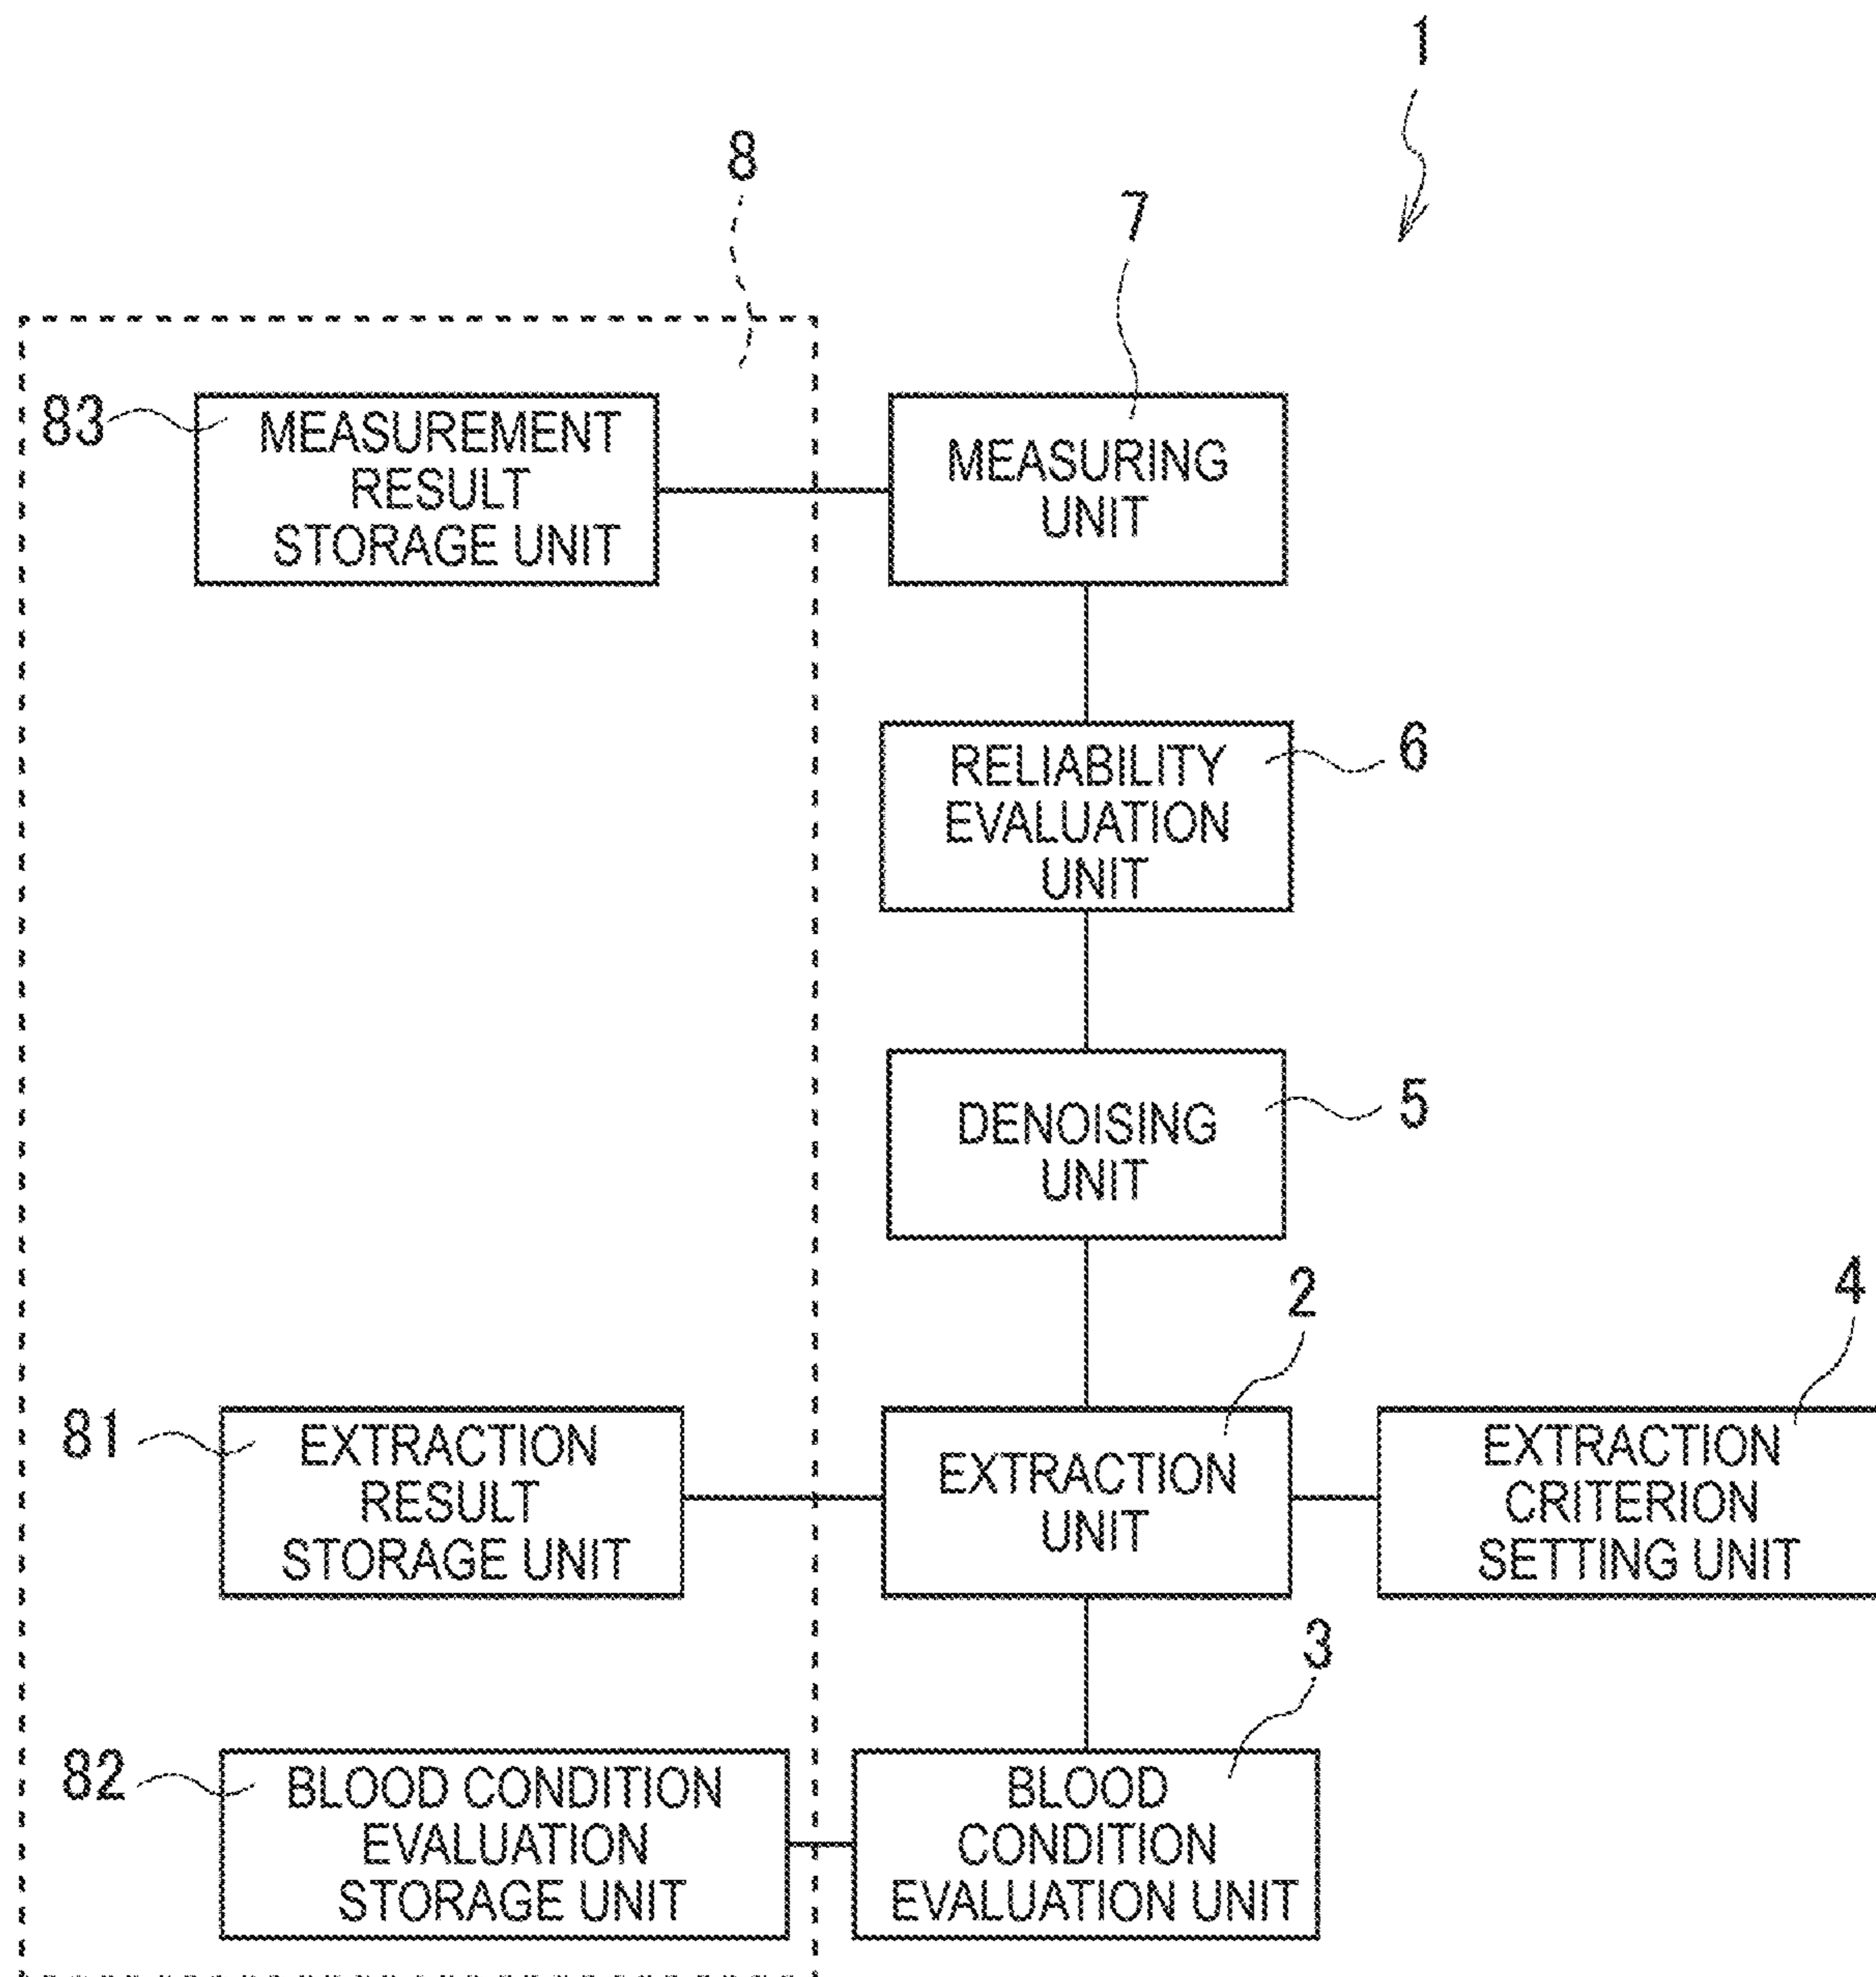 1
8
7
83
MEASUREMENT
RESULT
STORAGE UNIT
MEASURING
UNIT
RELIABILITY
EVALUATION
UNIT
6
DENOISING
UNIT
5
2
4
81
EXTRACTION
RESULT
STORAGE UNIT
EXTRACTION
UNIT
EXTRACTION
CRITERION
SETTING UNIT
3
82
BLOOD CONDITION
EVALUATION
STORAGE UNIT
BLOOD
CONDITION
EVALUATION UNIT